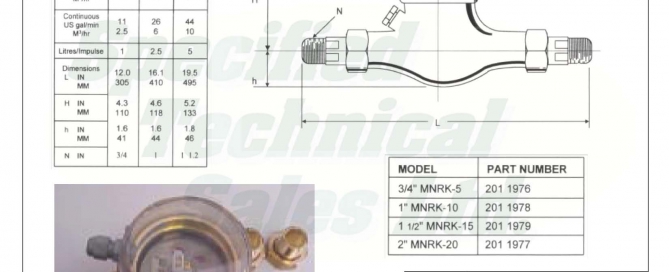 M³/hr
Continuous
US gal/min 11 26 44
M³/hr 2.5 6 10
Litres/Impulse 1 2.5 5
Dimensions
L IN 12.0 16.1 19.5
MM 305 410 495
H IN 4.3 4.6 5.2
MM 110 118 133
h IN 1.6 1.6 1.8
MM 41 44 46
N IN 3/4 1 1 1.2
H
N
h
L
Specified
Technical
Sales
MODEL PART NUMBER
3/4" MNRK-5 201 1976
1" MNRK-10 201 1978
1 1/2" MNRK-15 201 1979
2" MNRK-20 201 1977